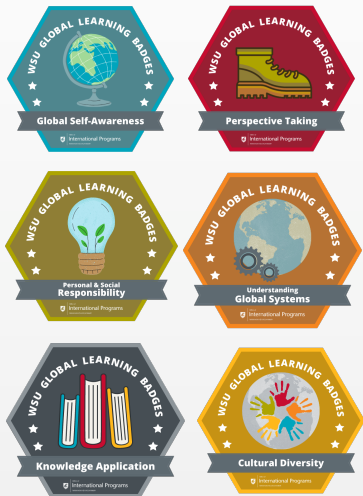 WSU GLOBAL LEARNING BADGES
Global Self-Awareness
International Programs
WSU GLOBAL LEARNING BADGES
Perspective Taking
International Programs
WSU GLOBAL LEARNING BADGES
Personal & Social
Responsibility
International Programs
WSU GLOBAL LEARNING BADGES
Understanding
Global Systems
International Programs
WSU GLOBAL LEARNING BADGES
Knowledge Application
International Programs
WSU GLOBAL LEARNING BADGES
Cultural Diversity
International Programs